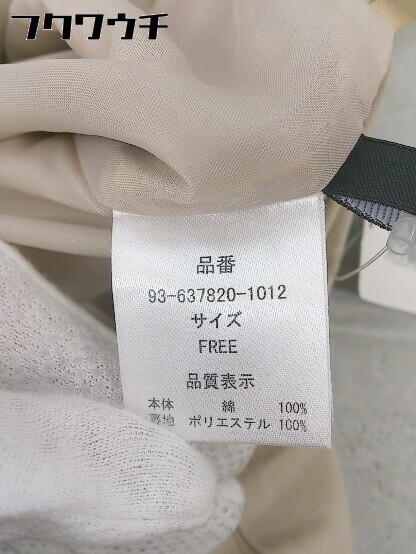 フクワウチ
品番
93-637820-1012
サイズ
FREE
品質表示
本体 綿 100%
裏地 ポリエステル 100%